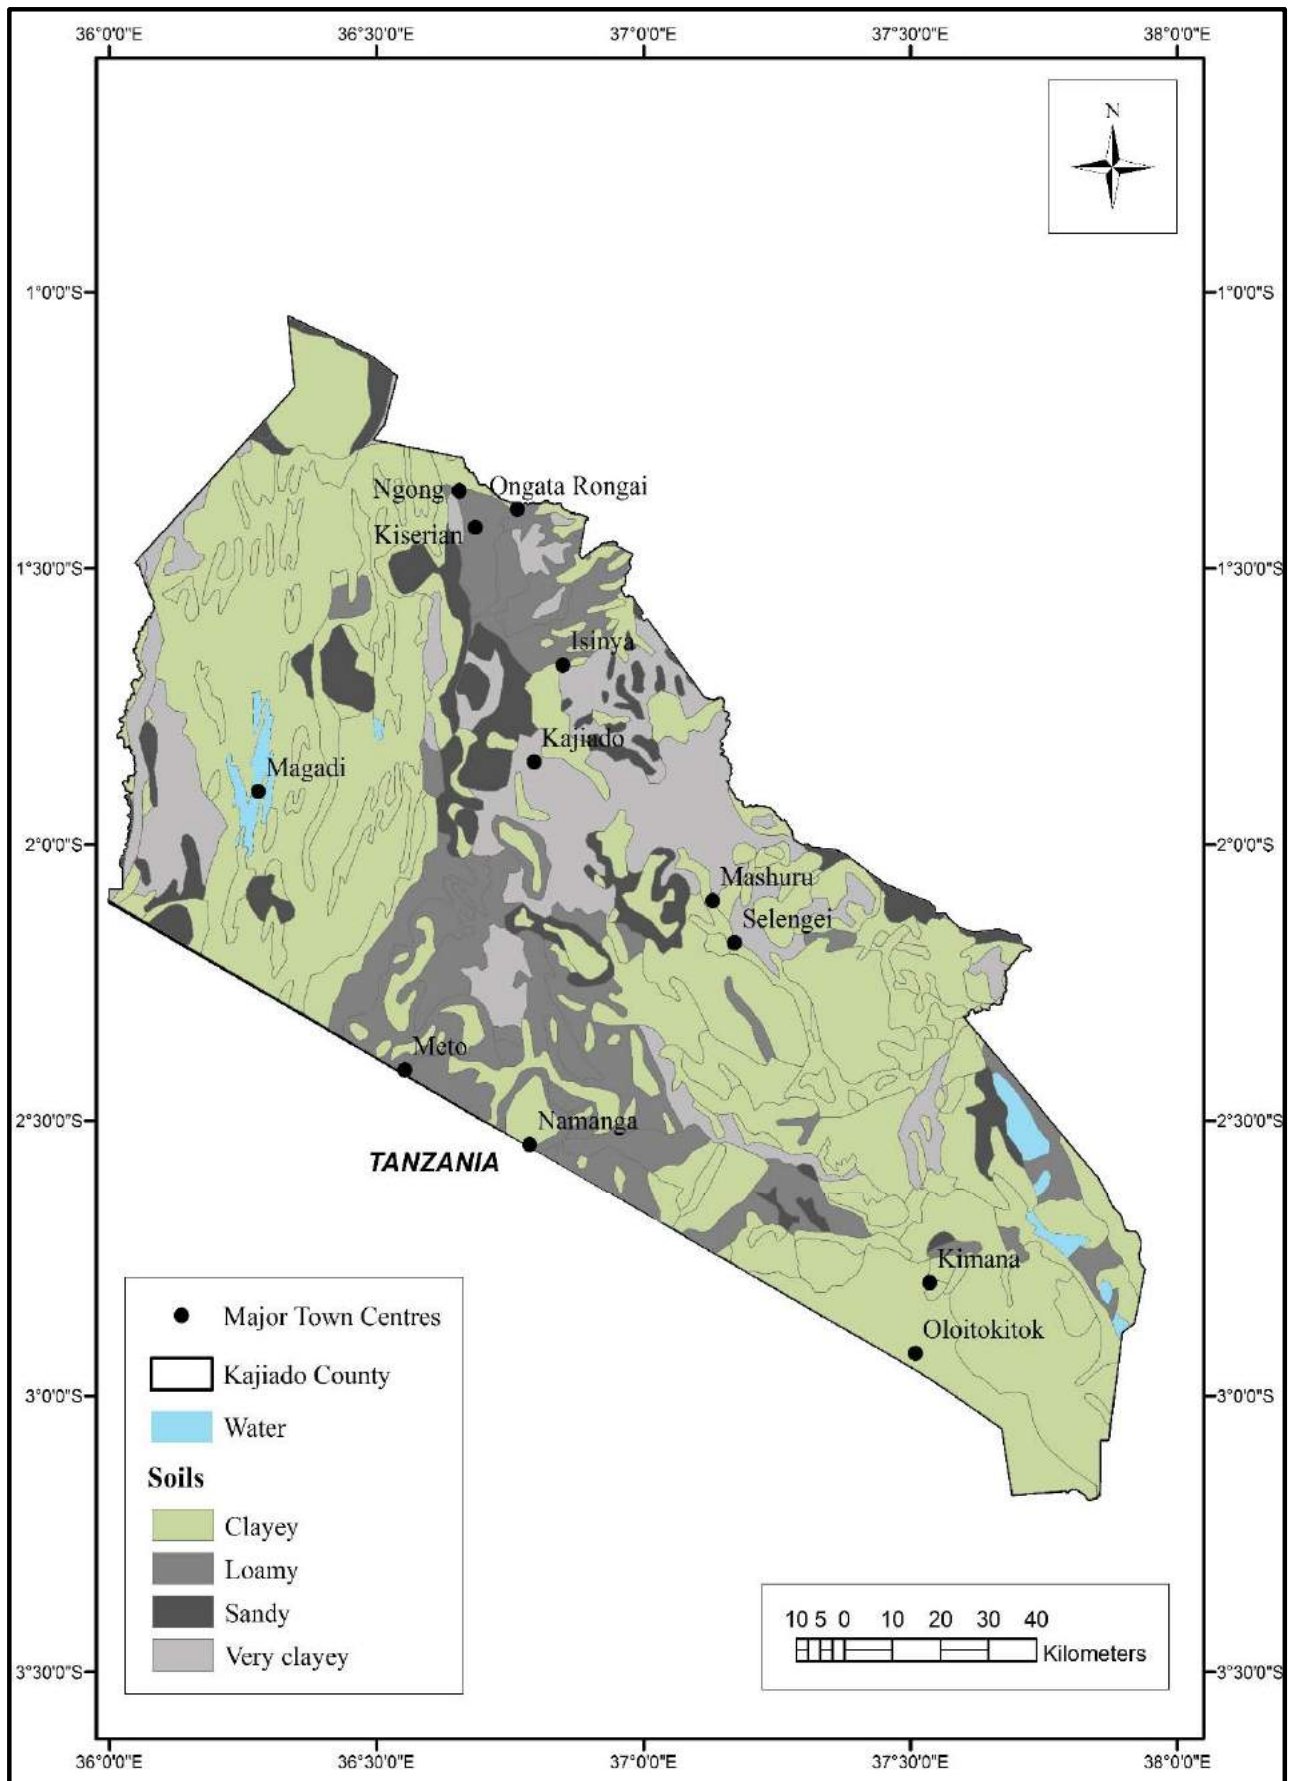 36°0'0"E 36°30'0"E 37°0'0"E 37°30'0"E 38°0'0"E
N
1°0'0"S 1°0'0"S
Ngong Ongata Rongai
Kiserian
1°30'0"S 1°30'0"S
Isinya
Kajiado
Magadi
2°0'0"S 2°0'0"S
Mashuru
Selengei
Meto
2°30'0"S 2°30'0"S
Namanga
TANZANIA
Kimana
Oloitokitok
3°0'0"S 3°0'0"S
Major Town Centres
Kajiado County
Water
Soils
Clayey
Loamy
Sandy
Very clayey
10 5 0 10 20 30 40
Kilometers
3°30'0"S 3°30'0"S
36°0'0"E 36°30'0"E 37°0'0"E 37°30'0"E 38°0'0"E